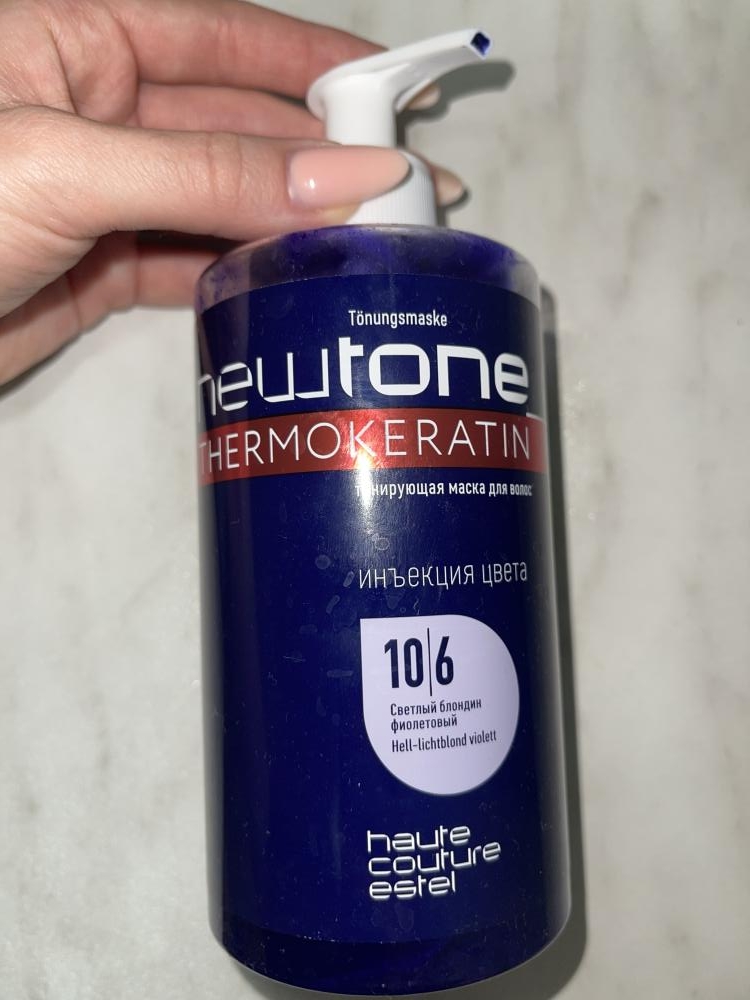 Tönungsmaske
newtone
THERMOKERATIN
тонирующая маска для волос
инъекция цвета
10|6
Светлый блондин
фиолетовый
Hell-lichtblond violett
haute
couture
estel